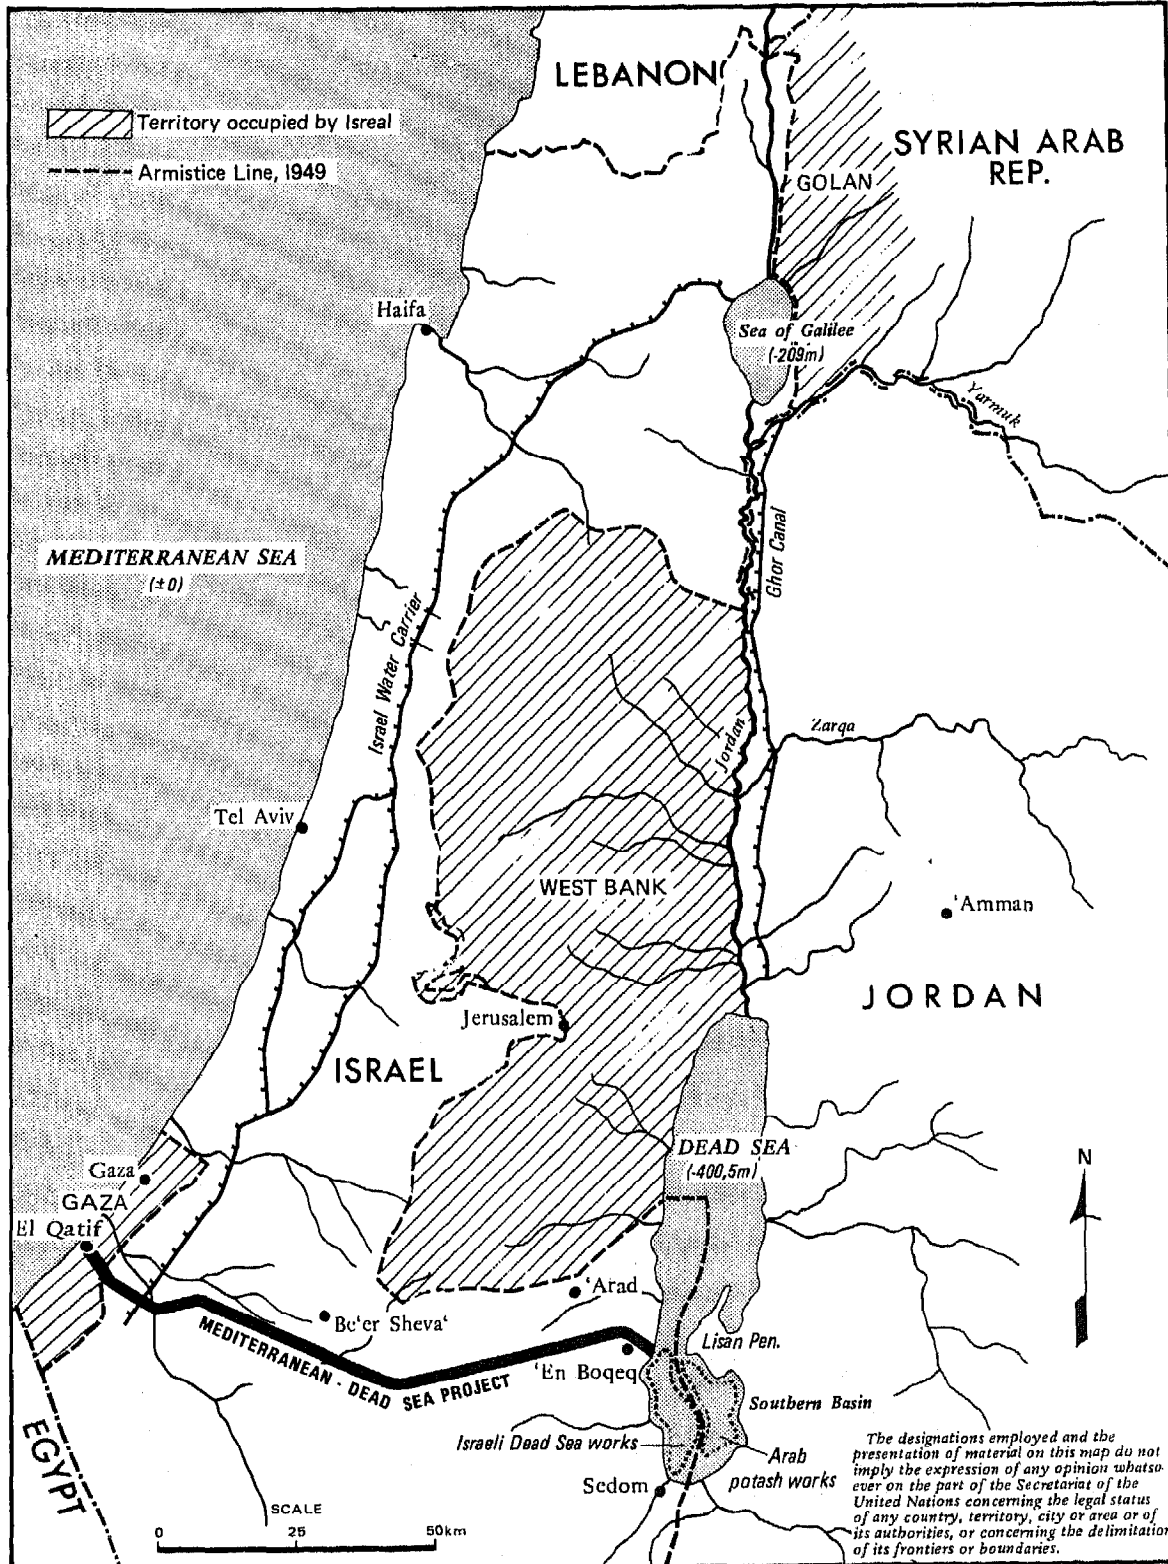 LEBANON
SYRIAN ARAB
REP.
Territory occupied by Isreal
Armistice Line, 1949
GOLAN
Haifa
Sea of Galilee
(-209m)
Yarmuk
MEDITERRANEAN SEA
(±0)
Ghor Canal
Israel Water Carrier
Jordan
Zarqa
Tel Aviv
WEST BANK
'Amman
JORDAN
Jerusalem
ISRAEL
DEAD SEA
(-400,5m)
N
Gaza
GAZA
El Qatif
'Arad
Be'er Sheva'
Lisan Pen.
MEDITERRANEAN - DEAD SEA PROJECT
'En Boqeq
Southern Basin
Israeli Dead Sea works
Arab
potash works
Sedom
EGYPT
SCALE
0 25 50km
The designations employed and the
presentation of material on this map do not
imply the expression of any opinion whatso-
ever on the part of the Secretariat of the
United Nations concerning the legal status
of any country, territory, city or area or of
its authorities, or concerning the delimitation
of its frontiers or boundaries.